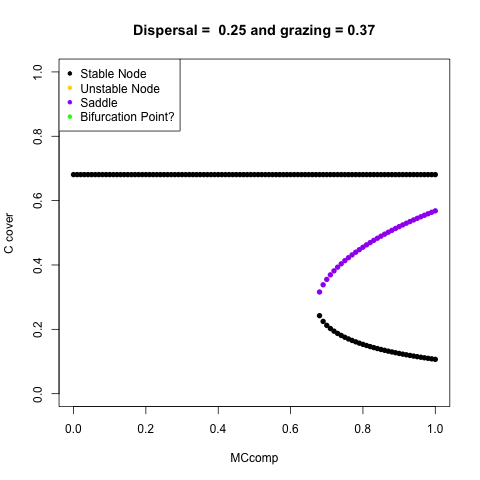 Dispersal =  0.25 and grazing = 0.37
Stable Node
Unstable Node
Saddle
Bifurcation Point?
1.0
0.8
0.6
0.4
0.2
0.0
C cover
0.0 0.2 0.4 0.6 0.8 1.0
MCcomp